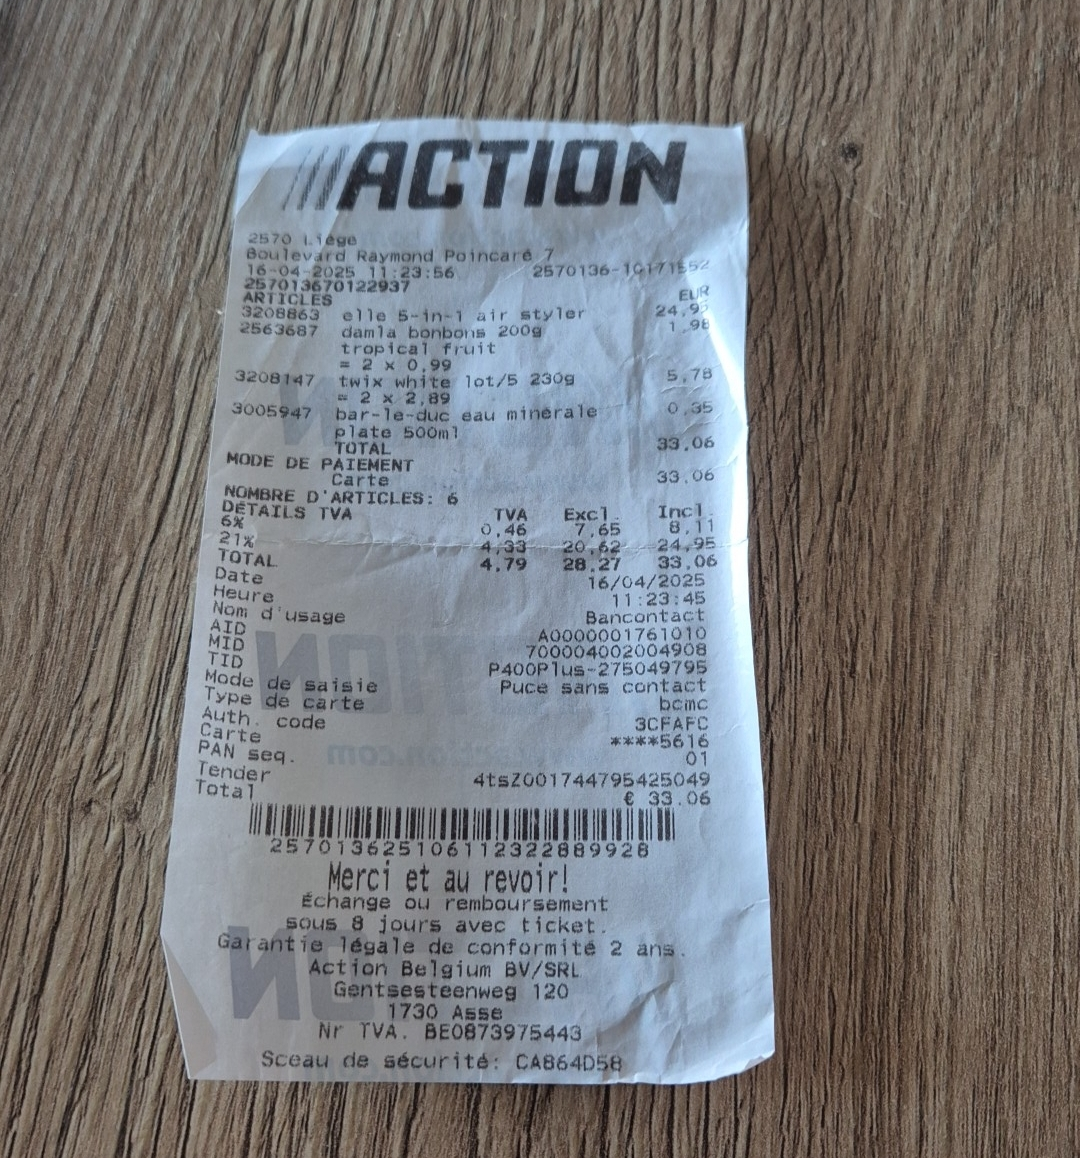 ACTION
2570 Liège
Boulevard Raymond Poincaré 7
16-04-2025 11:23:56 2570136-10171552
257013670122937
ARTICLES EUR
3208863 elle 5-in-1 air styler 24,95
2563687 damla bonbons 200g 1,98
tropical fruit
= 2 x 0,99
3208147 twix white lot/5 230g 5,78
= 2 x 2,89
3005947 bar-le-duc eau minérale 0,35
plate 500ml
TOTAL 33,06
MODE DE PAIEMENT
Carte 33,06
NOMBRE D'ARTICLES: 6
DÉTAILS TVA TVA Excl. Incl.
6% 0,46 7,65 8,11
21% 4,33 20,62 24,95
TOTAL 4,79 28,27 33,06
Date 16/04/2025
Heure 11:23:45
Nom d'usage Bancontact
AID A0000001761010
MID 700004002004908
TID P400Plus-275049795
Mode de saisie Puce sans contact
Type de carte bcmc
Auth. code 3CFAFC
Carte ****5616
PAN seq. 01
Tender 4tsZ001744795425049
Total € 33,06
2570136251061123228 89928
Merci et au revoir!
Échange ou remboursement
sous 8 jours avec ticket.
Garantie légale de conformité 2 ans.
Action Belgium BV/SRL
Gentsesteenweg 120
1730 Asse
Nr TVA. BE0873975443
Sceau de sécurité: CA864D58